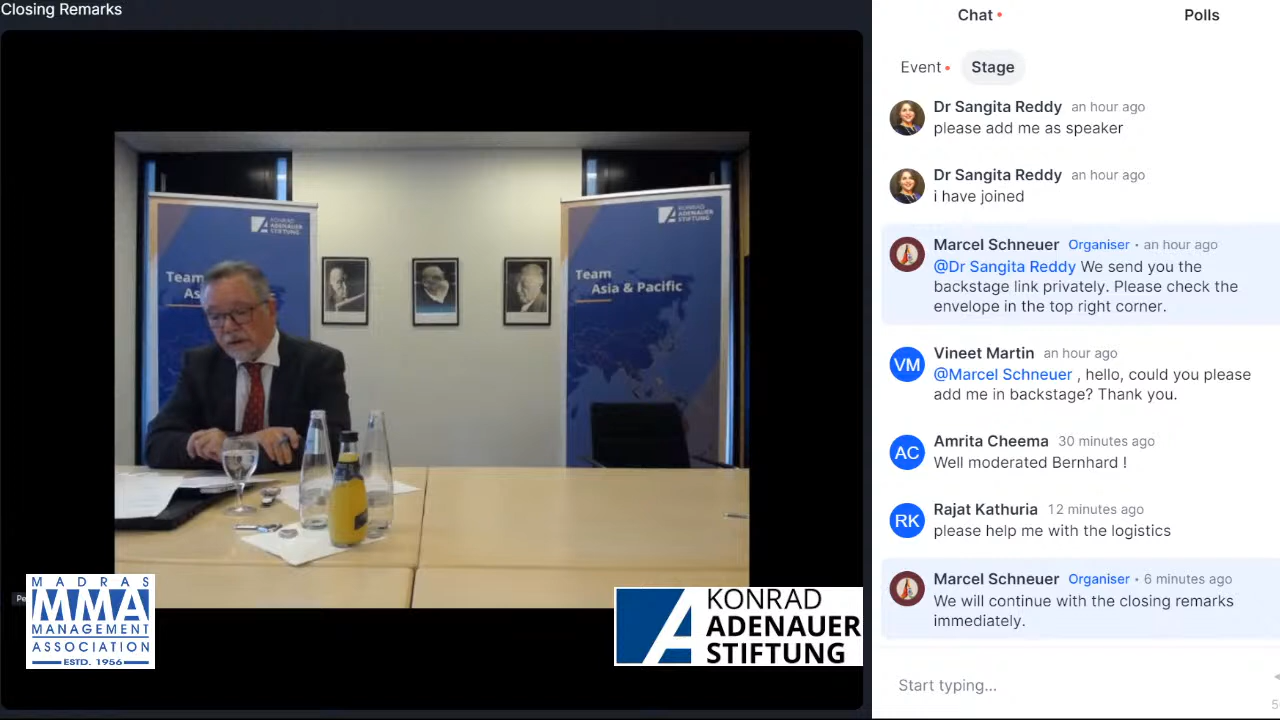 Closing Remarks
KONRAD
ADENAUER
STIFTUNG
Team
As
KONRAD
ADENAUER
STIFTUNG
Team
Asia & Pacific
Pe
MADRAS
MMA
MANAGEMENT
ASSOCIATION
ESTD. 1956
KONRAD
ADENAUER
STIFTUNG
Chat
Polls
Event
Stage
Dr Sangita Reddy an hour ago
please add me as speaker
Dr Sangita Reddy an hour ago
i have joined
Marcel Schneuer Organiser • an hour ago
@Dr Sangita Reddy We send you the
backstage link privately. Please check the
envelope in the top right corner.
VM
Vineet Martin an hour ago
@Marcel Schneuer , hello, could you please
add me in backstage? Thank you.
AC
Amrita Cheema 30 minutes ago
Well moderated Bernhard !
RK
Rajat Kathuria 12 minutes ago
please help me with the logistics
Marcel Schneuer Organiser • 6 minutes ago
We will continue with the closing remarks
immediately.
Start typing...
5